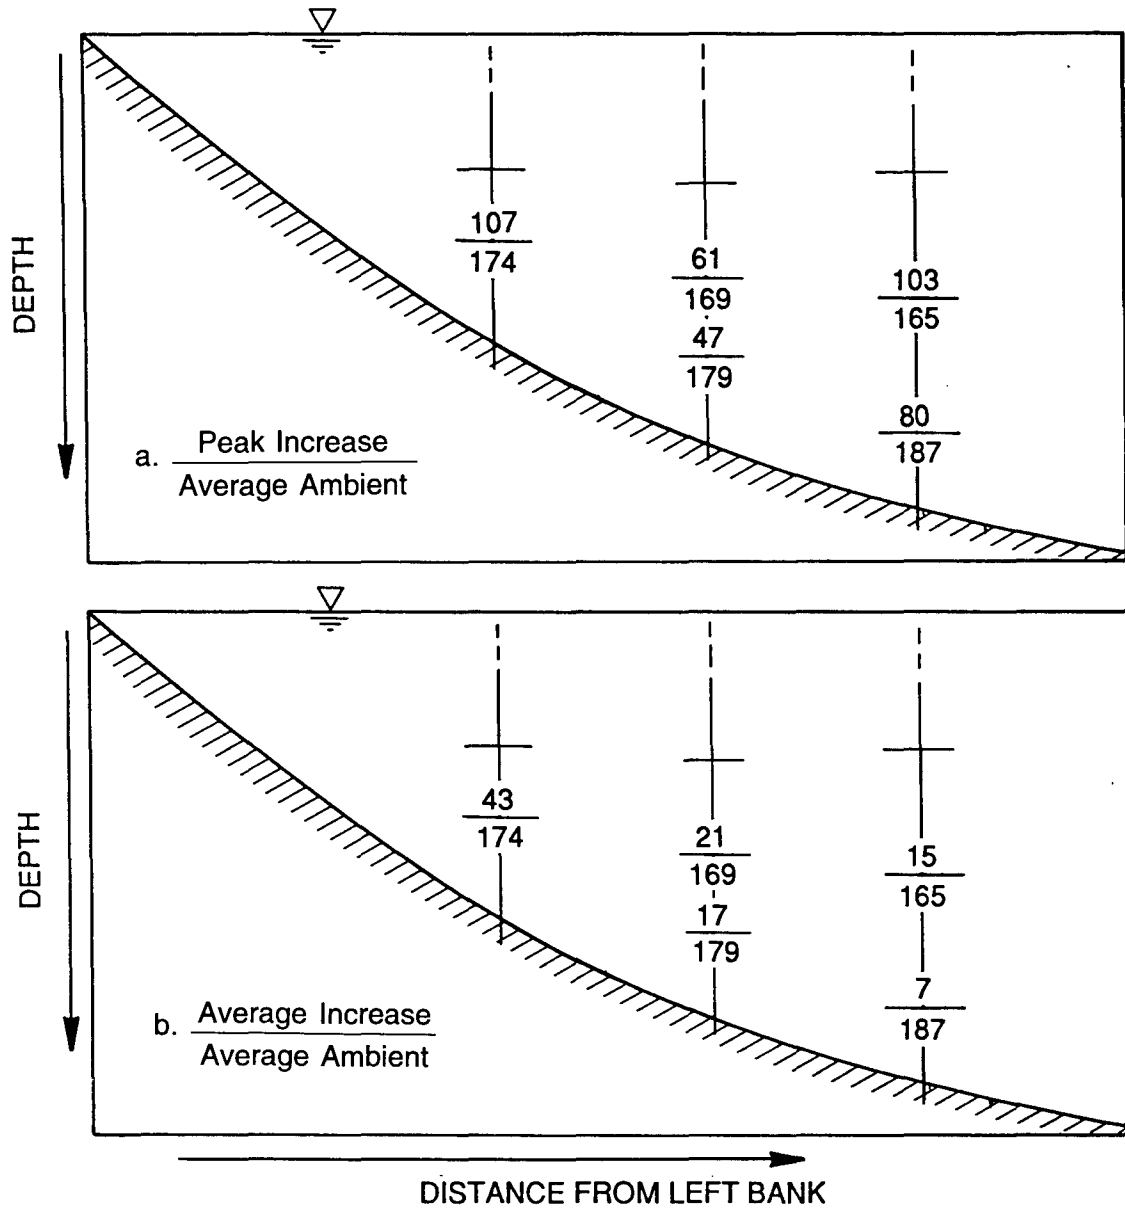 DEPTH
107
174
61
169
47
179
103
165
80
187
a. Peak Increase
Average Ambient
DEPTH
43
174
21
169
17
179
15
165
7
187
b. Average Increase
Average Ambient
DISTANCE FROM LEFT BANK